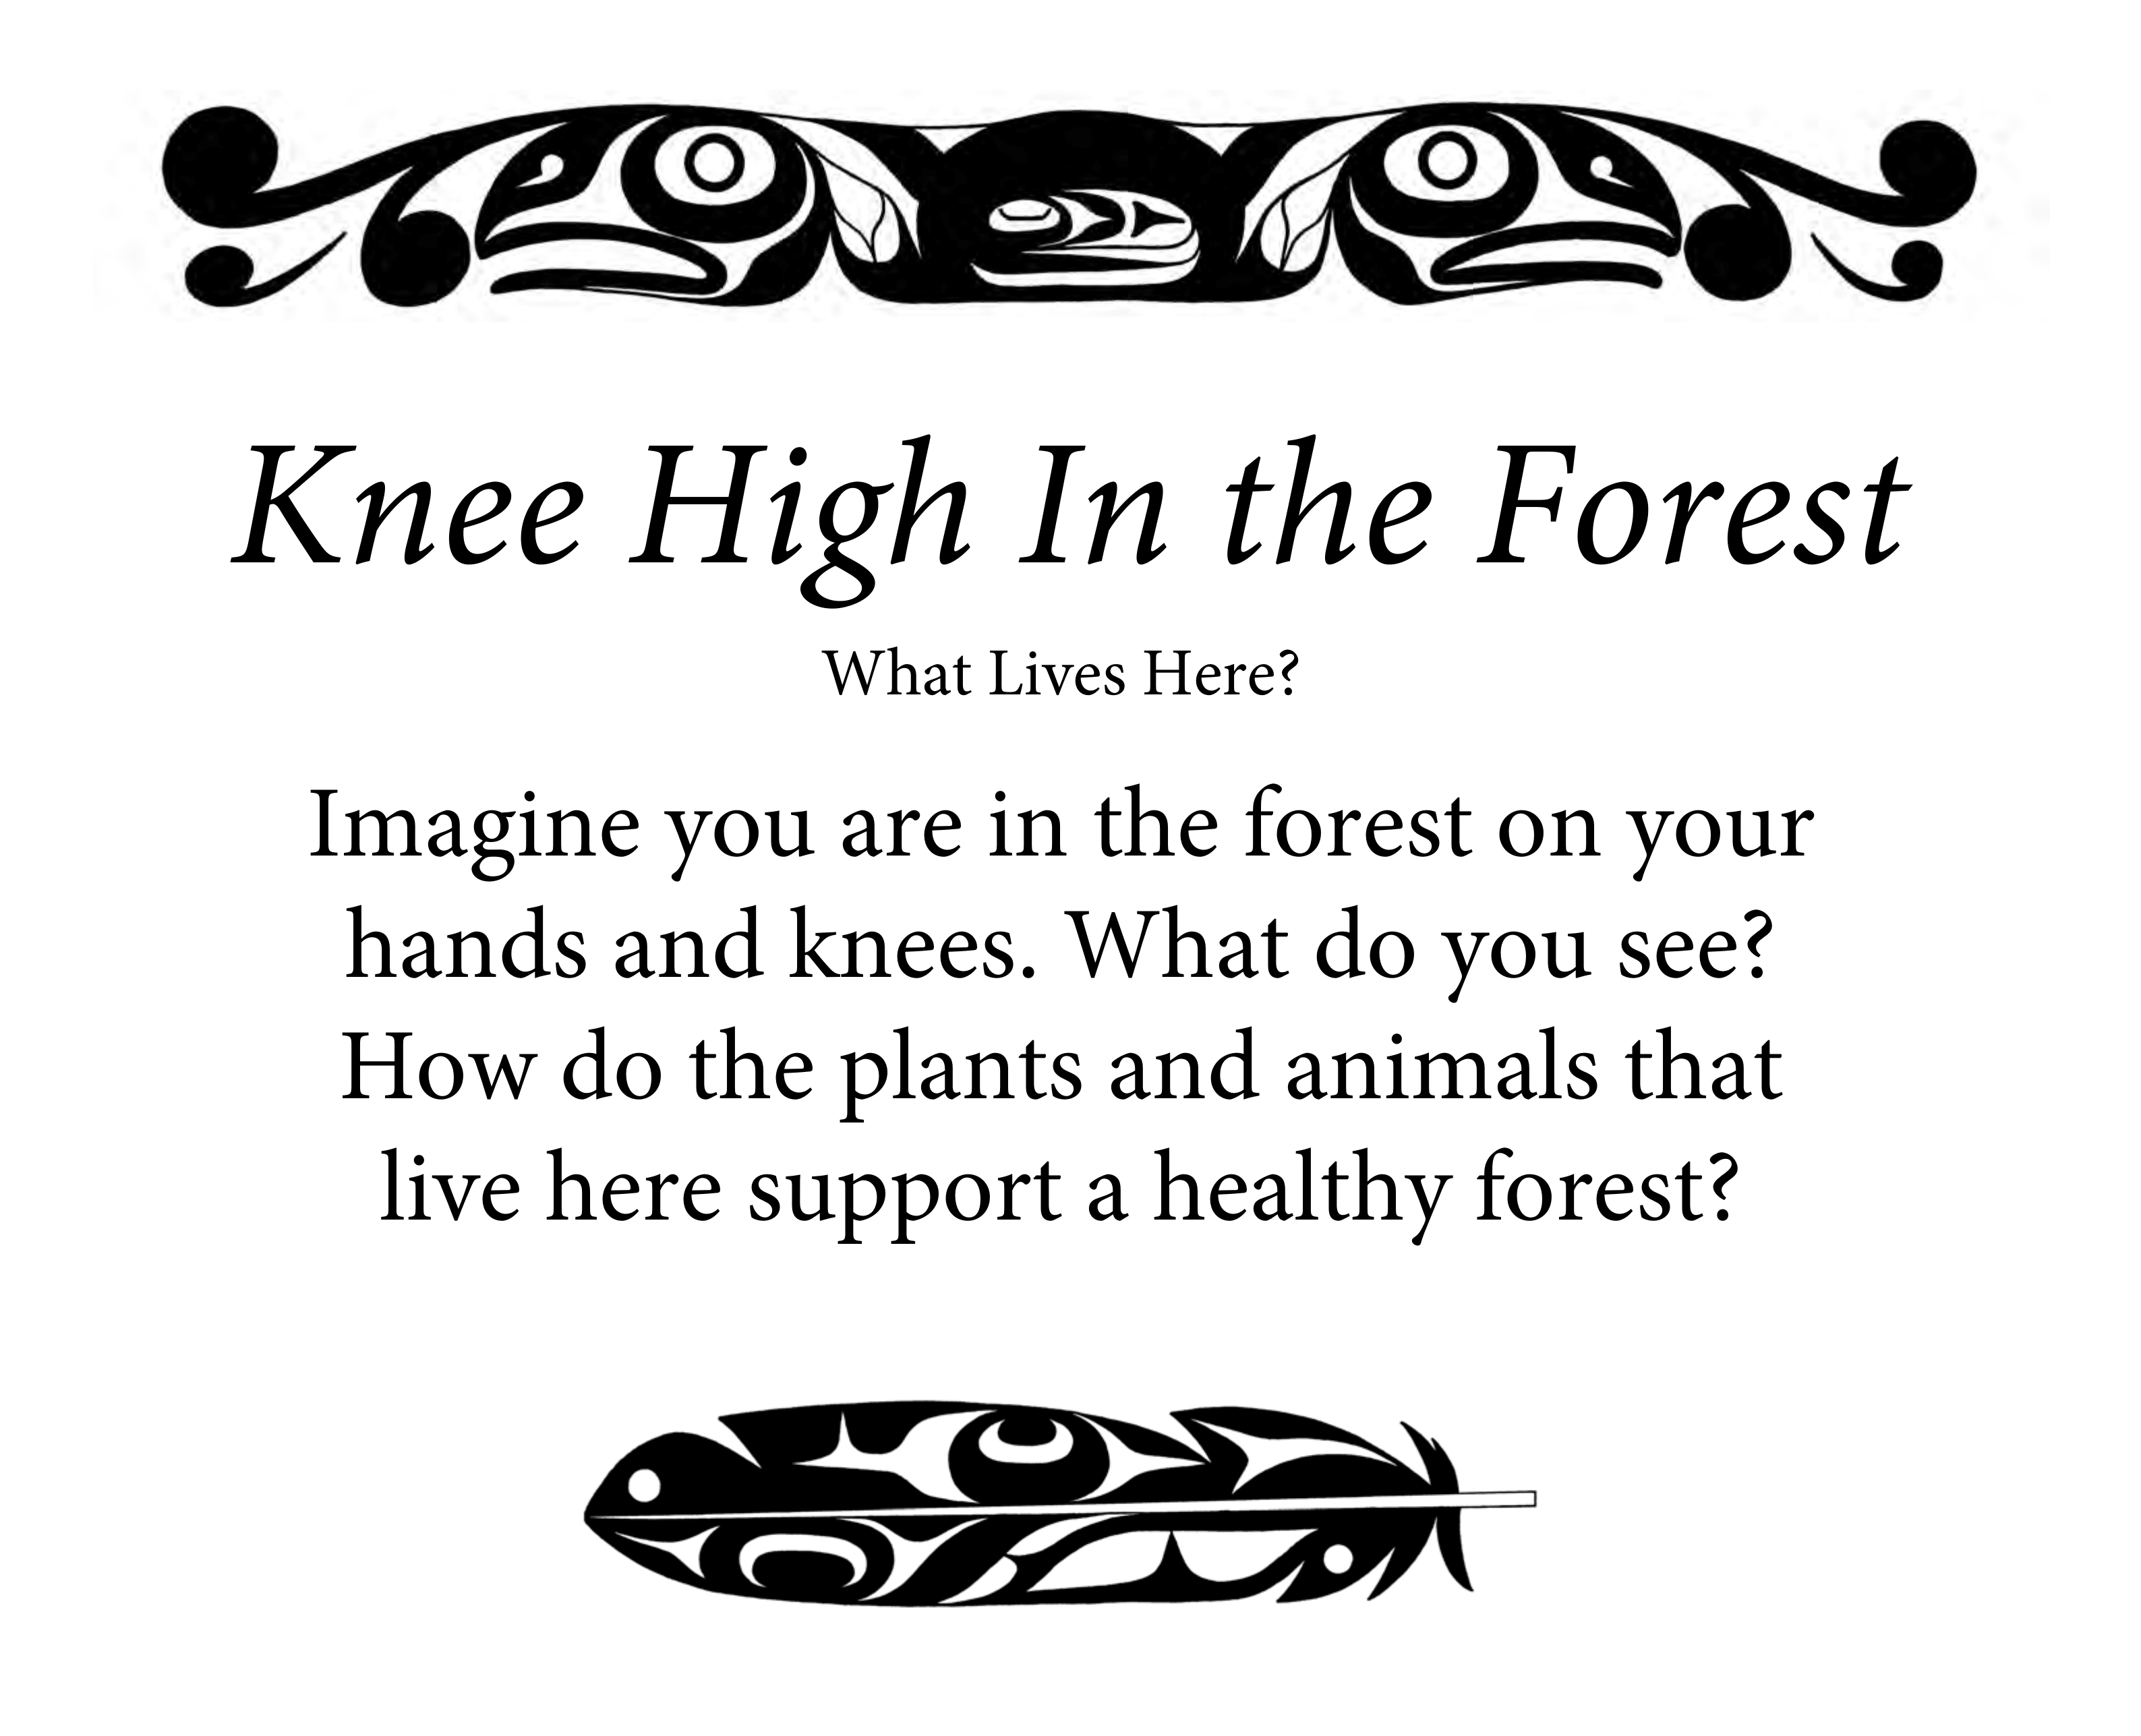 Knee High In the Forest
What Lives Here?
Imagine you are in the forest on your
hands and knees. What do you see?
How do the plants and animals that
live here support a healthy forest?